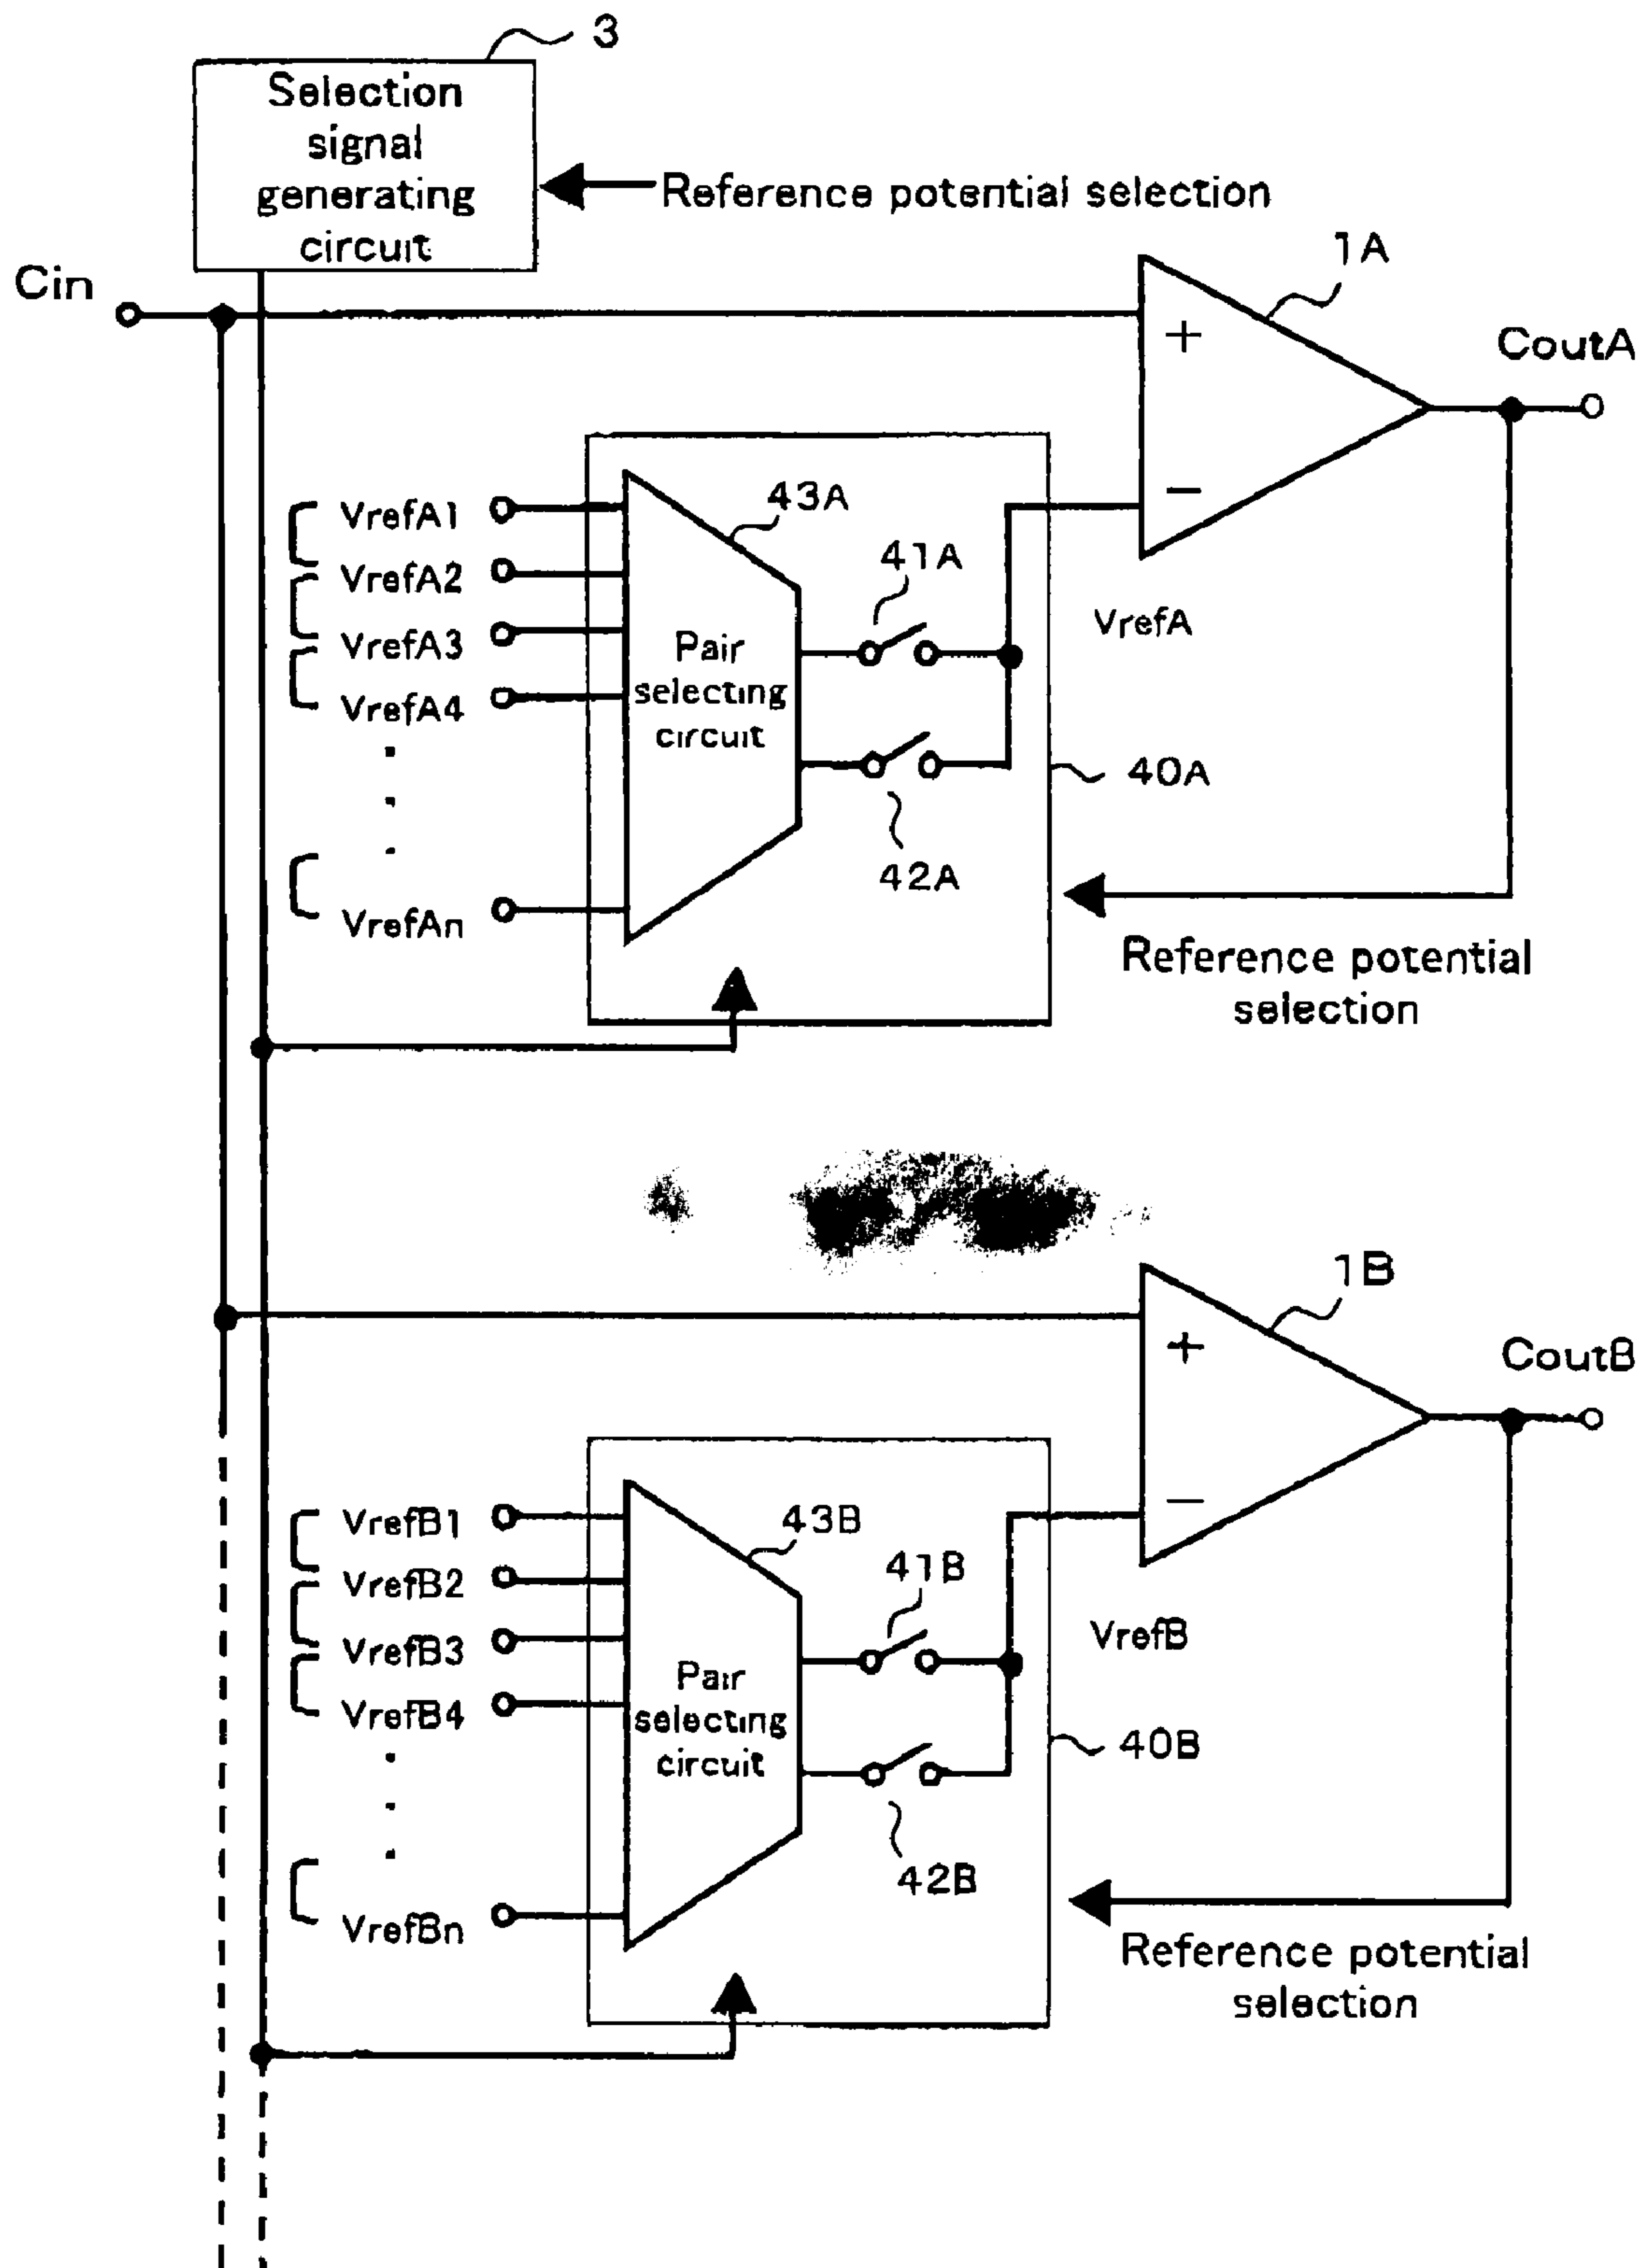 3
Selection
signal
generating
circuit
Reference potential selection
Cin
1A
+
CoutA
−
43A
VrefA1
41A
VrefA2
VrefA
VrefA3
Pair
selecting
circuit
VrefA4
40A
42A
VrefAn
Reference potential
selection
1B
+
CoutB
−
43B
VrefB1
41B
VrefB2
VrefB
VrefB3
Pair
selecting
circuit
VrefB4
40B
42B
VrefBn
Reference potential
selection